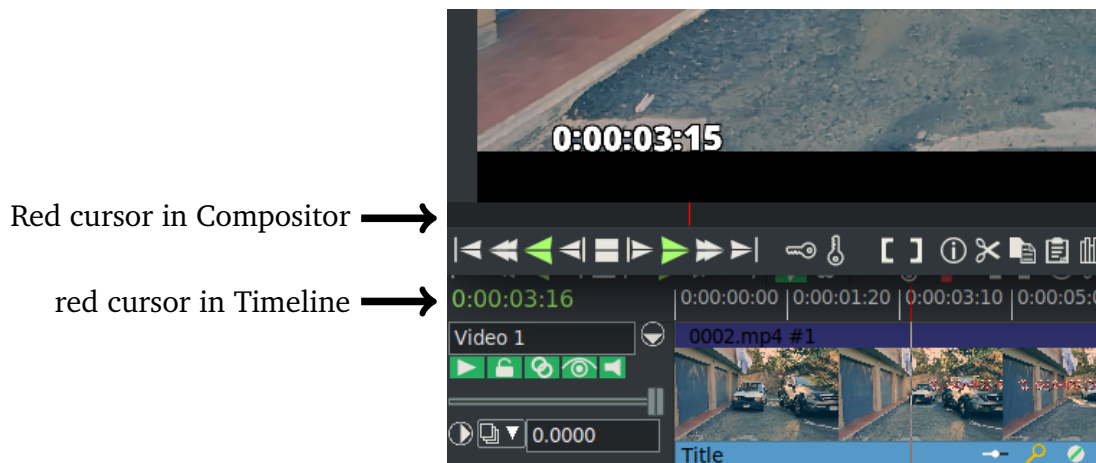 0:00:03:15
Red cursor in Compositor
red cursor in Timeline
0:00:03:16
0:00:00:00 0:00:01:20 0:00:03:10 0:00:05:
Video 1
0002.mp4 #1
0.0000
Title